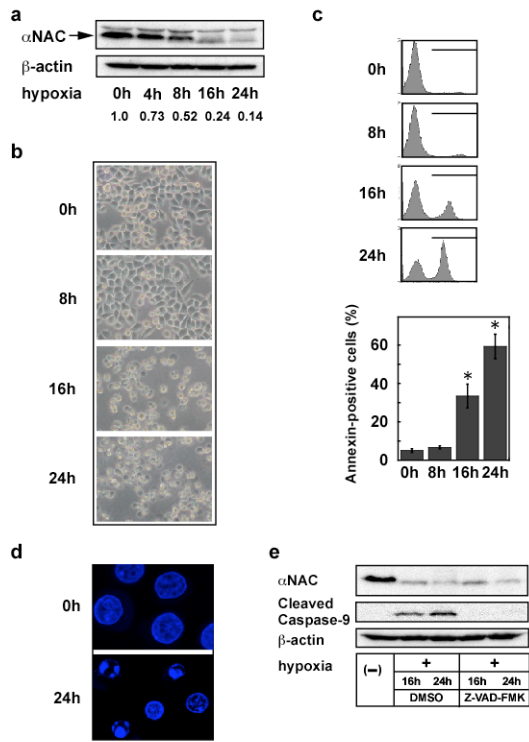 a
αNAC
β-actin
hypoxia 0h 4h 8h 16h 24h
1.0 0.73 0.52 0.24 0.14
b
0h
8h
16h
24h
c
0h
8h
16h
24h
Annexin-positive cells (%)
60
40
20
0
* *
0h 8h 16h 24h
d
0h
24h
e
αNAC
Cleaved
Caspase-9
β-actin
hypoxia (−) + +
16h 24h 16h 24h
DMSO Z-VAD-FMK